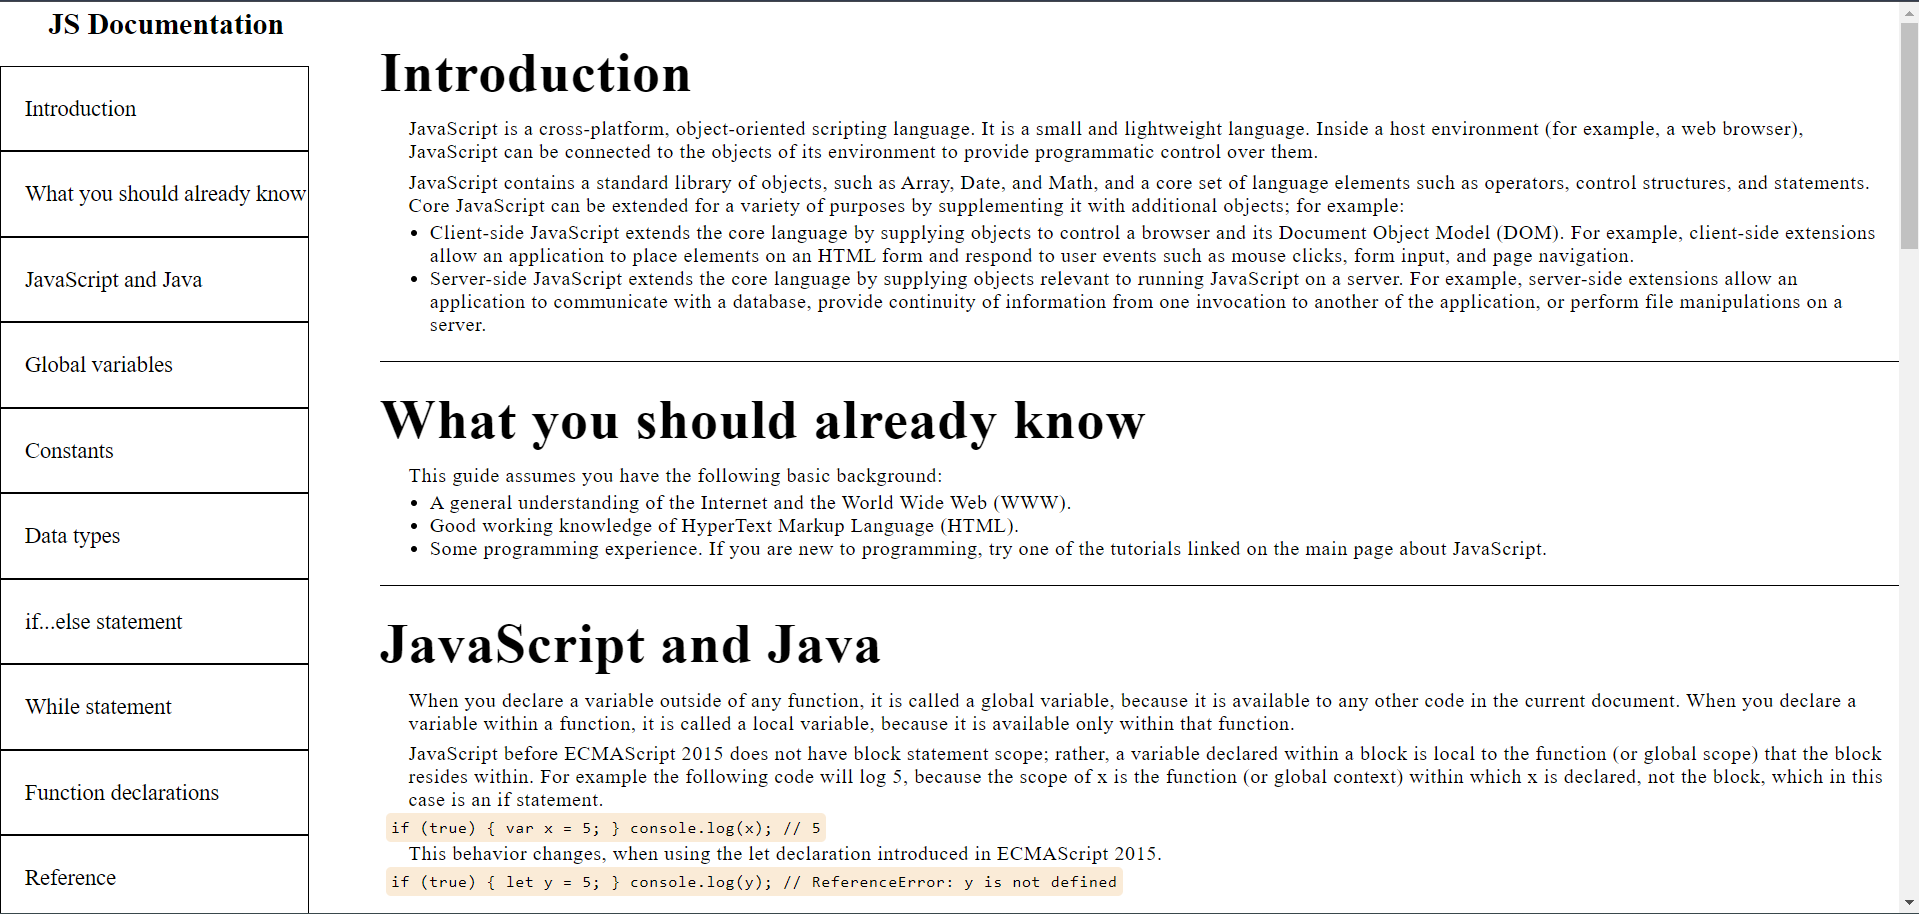 JS Documentation
Introduction
What you should already know
JavaScript and Java
Global variables
Constants
Data types
if...else statement
While statement
Function declarations
Reference
Introduction
JavaScript is a cross-platform, object-oriented scripting language. It is a small and lightweight language. Inside a host environment (for example, a web browser),
JavaScript can be connected to the objects of its environment to provide programmatic control over them.
JavaScript contains a standard library of objects, such as Array, Date, and Math, and a core set of language elements such as operators, control structures, and statements.
Core JavaScript can be extended for a variety of purposes by supplementing it with additional objects; for example:
• Client-side JavaScript extends the core language by supplying objects to control a browser and its Document Object Model (DOM). For example, client-side extensions
allow an application to place elements on an HTML form and respond to user events such as mouse clicks, form input, and page navigation.
• Server-side JavaScript extends the core language by supplying objects relevant to running JavaScript on a server. For example, server-side extensions allow an
application to communicate with a database, provide continuity of information from one invocation to another of the application, or perform file manipulations on a
server.
What you should already know
This guide assumes you have the following basic background:
• A general understanding of the Internet and the World Wide Web (WWW).
• Good working knowledge of HyperText Markup Language (HTML).
• Some programming experience. If you are new to programming, try one of the tutorials linked on the main page about JavaScript.
JavaScript and Java
When you declare a variable outside of any function, it is called a global variable, because it is available to any other code in the current document. When you declare a
variable within a function, it is called a local variable, because it is available only within that function.
JavaScript before ECMAScript 2015 does not have block statement scope; rather, a variable declared within a block is local to the function (or global scope) that the block
resides within. For example the following code will log 5, because the scope of x is the function (or global context) within which x is declared, not the block, which in this
case is an if statement.
if (true) { var x = 5; } console.log(x); // 5
This behavior changes, when using the let declaration introduced in ECMAScript 2015.
if (true) { let y = 5; } console.log(y); // ReferenceError: y is not defined